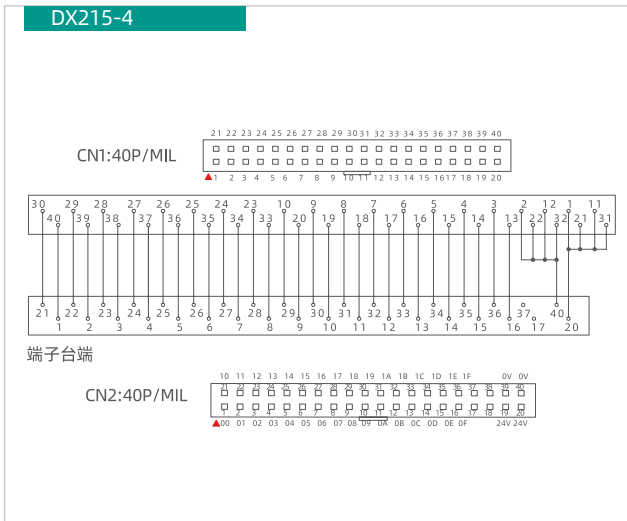 DX215-4
21 22 23 24 25 26 27 28 29 30 31 32 33 34 35 36 37 38 39 40
CN1:40P/MIL
1 2 3 4 5 6 7 8 9 10 11 12 13 14 15 16 17 18 19 20
30 29 28 27 26 25 24 23 10 9 8 7 6 5 4 3 2 12 1 11
40 39 38 37 36 35 34 33 20 19 18 17 16 15 14 13 22 32 21 31
21 22 23 24 25 26 27 28 29 30 31 32 33 34 35 36 37 40
1 2 3 4 5 6 7 8 9 10 11 12 13 14 15 16 17 20
端子台端
10 11 12 13 14 15 16 17 18 19 1A 1B 1C 1D 1E 1F 0V 0V
CN2:40P/MIL
21 22 23 24 25 26 27 28 29 30 31 32 33 34 35 36 37 38 39 40
1 2 3 4 5 6 7 8 9 10 11 12 13 14 15 16 17 18 19 20
00 01 02 03 04 05 06 07 08 09 0A 0B 0C 0D 0E 0F 24V 24V